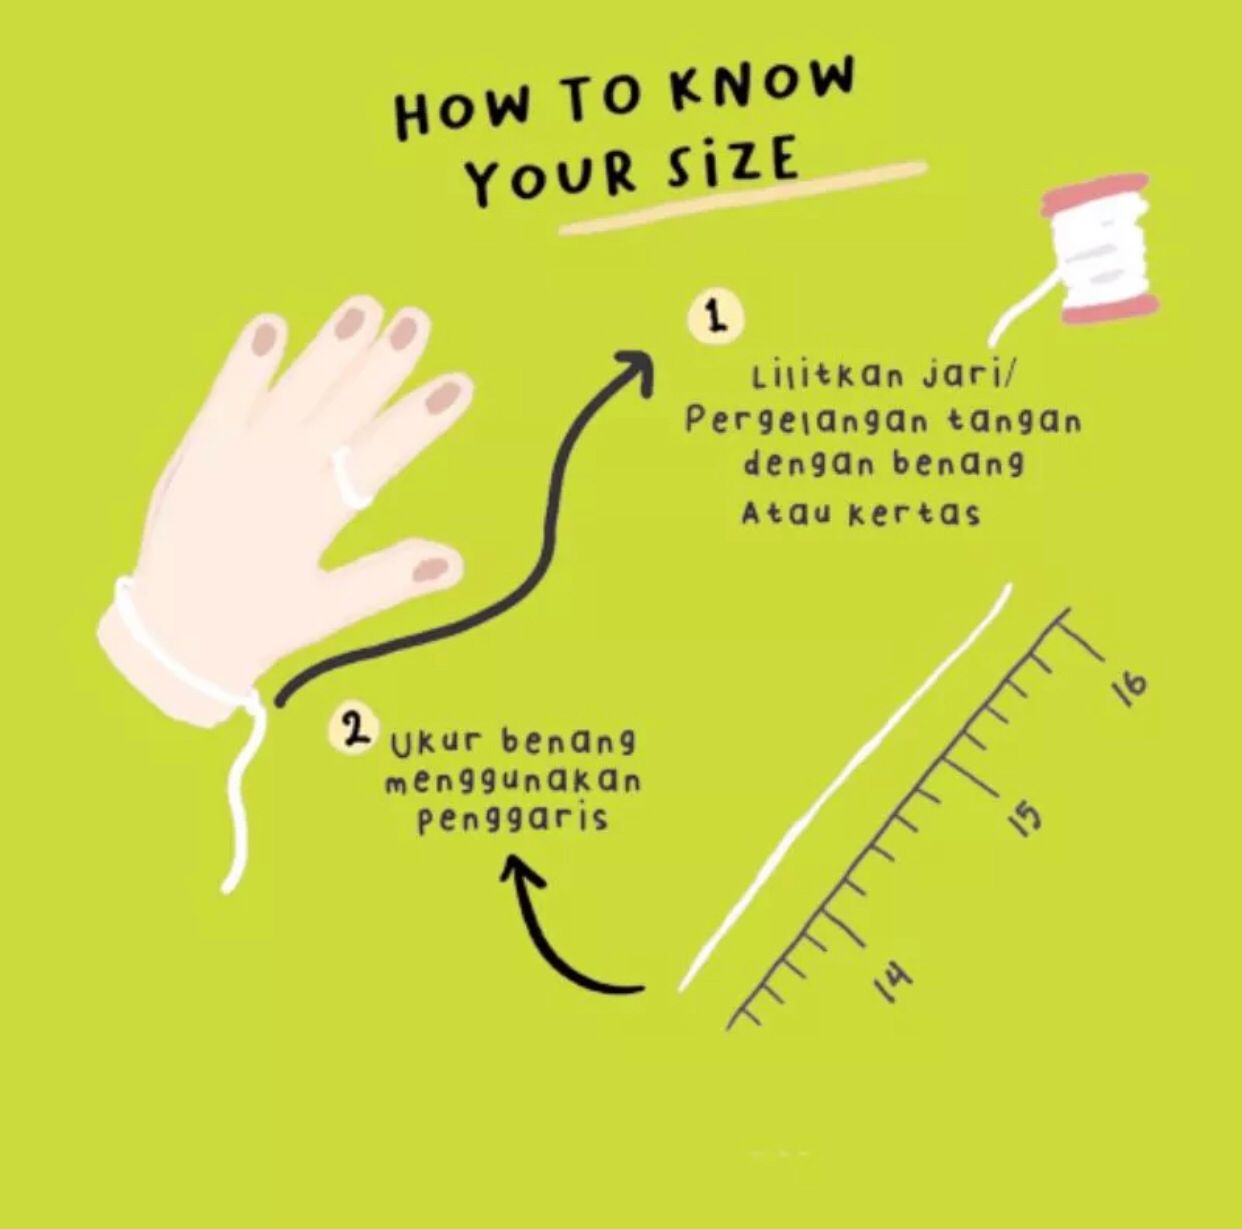 HOW TO KNOW
YOUR SiZE
1
Lilitkan jari/
Pergelangan tangan
dengan benang
Atau kertas
2
Ukur benang
menggunakan
penggaris
16
15
14